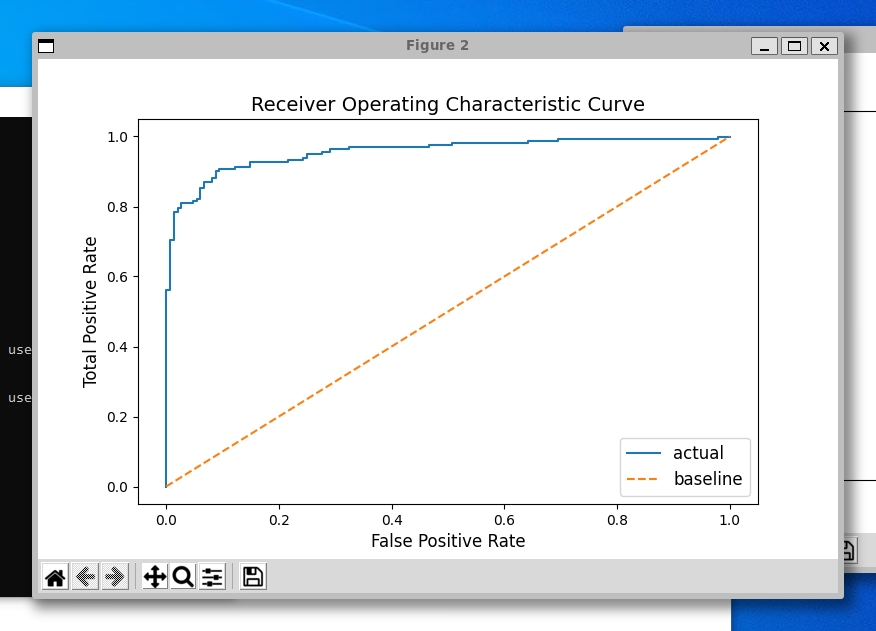 Figure 2
Receiver Operating Characteristic Curve
1.0
0.8
0.6
0.4
0.2
0.0
Total Positive Rate
0.0 0.2 0.4 0.6 0.8 1.0
False Positive Rate
actual
baseline
use
use